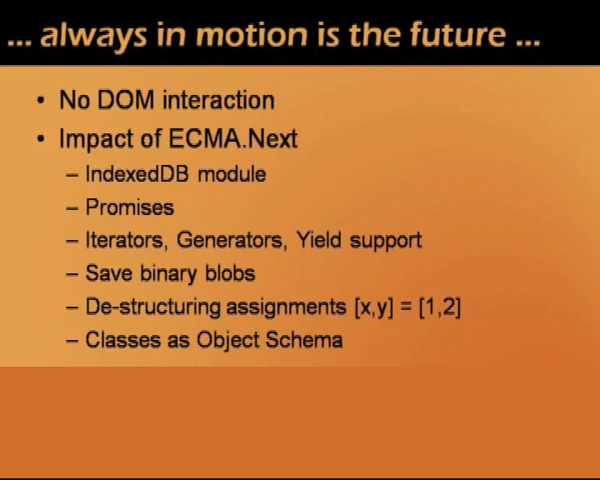 ... always in motion is the future ...
• No DOM interaction
• Impact of ECMA.Next
– IndexedDB module
– Promises
– Iterators, Generators, Yield support
– Save binary blobs
– De-structuring assignments [x,y] = [1,2]
– Classes as Object Schema